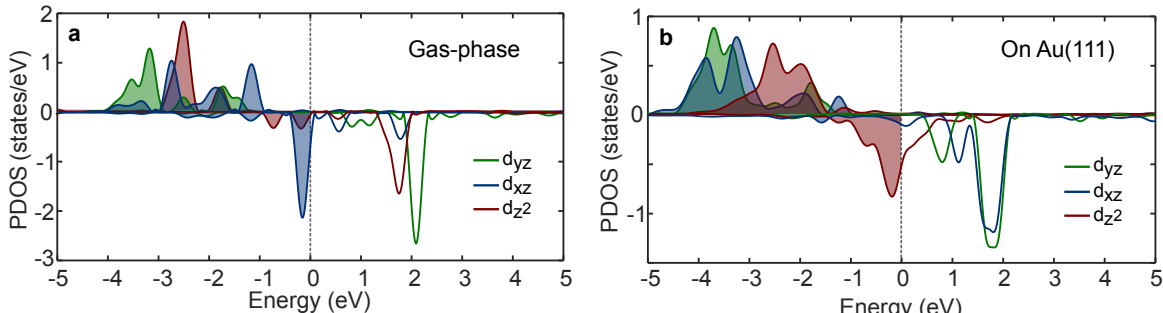 a
Gas-phase
PDOS (states/eV)
2
1
0
-1
-2
-3
dyz
dxz
dz2
-5 -4 -3 -2 -1 0 1 2 3 4 5
Energy (eV)
b
On Au(111)
PDOS (states/eV)
1
0
-1
dyz
dxz
dz2
-5 -4 -3 -2 -1 0 1 2 3 4 5
Energy (eV)